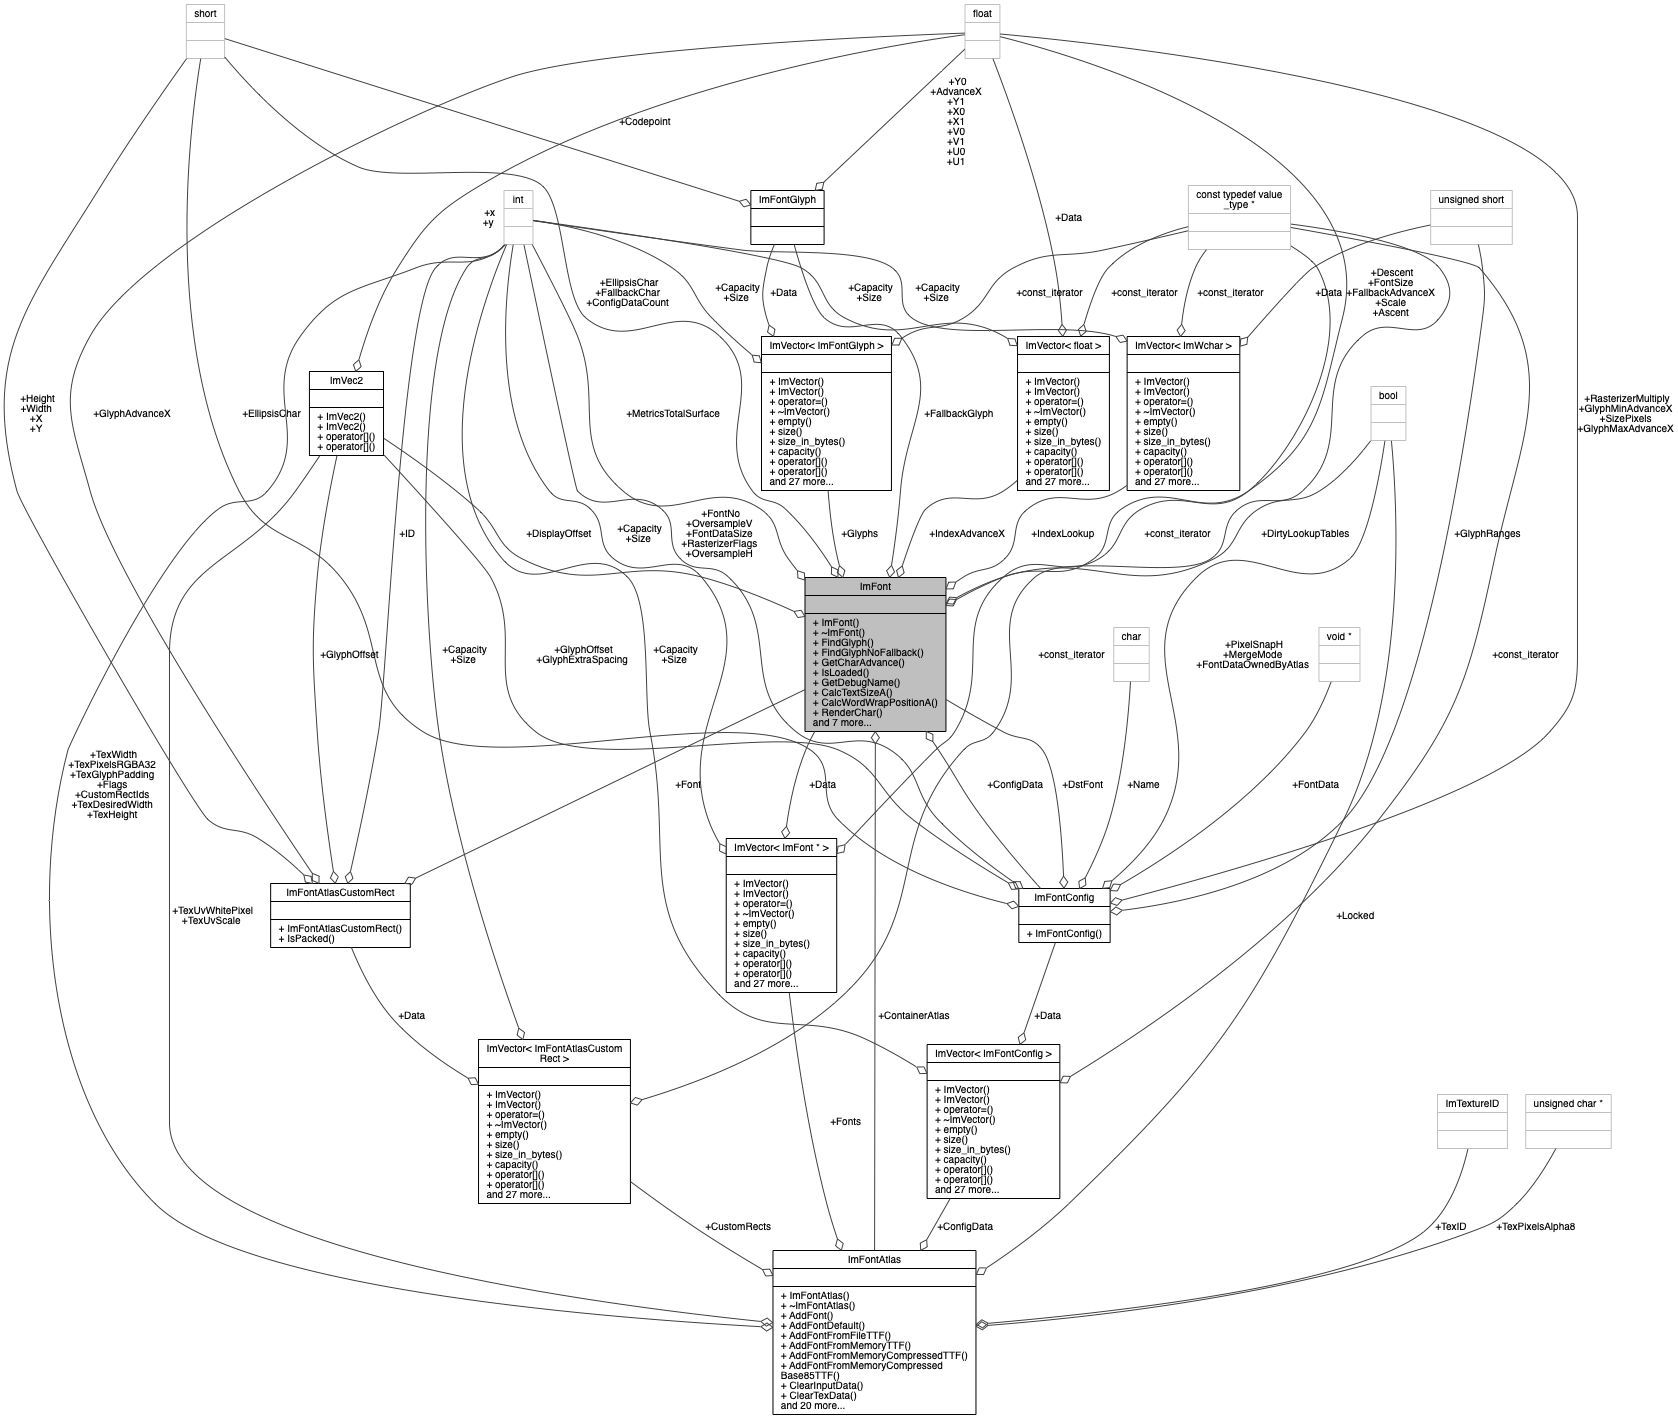 short
float
+Y0
+AdvanceX
+Y1
+X0
+X1
+V0
+V1
+U0
+U1
+Codepoint
int
+x
+y
ImFontGlyph
const typedef value
_type *
unsigned short
+Data
+EllipsisChar
+FallbackChar
+ConfigDataCount
+Capacity
+Size
+Data
+Capacity
+Size
+Capacity
+Size
+const_iterator
+const_iterator
+const_iterator
+Data
+Descent
+FontSize
+FallbackAdvanceX
+Scale
+Ascent
ImVector< ImFontGlyph >
+ ImVector()
+ ImVector()
+ operator=()
+ ~ImVector()
+ empty()
+ size()
+ size_in_bytes()
+ capacity()
+ operator[]()
+ operator[]()
and 27 more...
ImVector< float >
+ ImVector()
+ ImVector()
+ operator=()
+ ~ImVector()
+ empty()
+ size()
+ size_in_bytes()
+ capacity()
+ operator[]()
+ operator[]()
and 27 more...
ImVector< ImWchar >
+ ImVector()
+ ImVector()
+ operator=()
+ ~ImVector()
+ empty()
+ size()
+ size_in_bytes()
+ capacity()
+ operator[]()
+ operator[]()
and 27 more...
ImVec2
+ ImVec2()
+ ImVec2()
+ operator[]()
+ operator[]()
bool
+Height
+Width
+X
+Y
+GlyphAdvanceX
+EllipsisChar
+MetricsTotalSurface
+FallbackGlyph
+RasterizerMultiply
+GlyphMinAdvanceX
+SizePixels
+GlyphMaxAdvanceX
+ID
+DisplayOffset
+Capacity
+Size
+FontNo
+OversampleV
+FontDataSize
+RasterizerFlags
+OversampleH
+Glyphs
+IndexAdvanceX
+IndexLookup
+const_iterator
+DirtyLookupTables
+GlyphRanges
ImFont
+ ImFont()
+ ~ImFont()
+ FindGlyph()
+ FindGlyphNoFallback()
+ GetCharAdvance()
+ IsLoaded()
+ GetDebugName()
+ CalcTextSizeA()
+ CalcWordWrapPositionA()
+ RenderChar()
and 7 more...
char
void *
+GlyphOffset
+Capacity
+Size
+GlyphOffset
+GlyphExtraSpacing
+Capacity
+Size
+const_iterator
+PixelSnapH
+MergeMode
+FontDataOwnedByAtlas
+const_iterator
+TexWidth
+TexPixelsRGBA32
+TexGlyphPadding
+Flags
+CustomRectIds
+TexDesiredWidth
+TexHeight
+Font
+Data
+ConfigData
+DstFont
+Name
+FontData
ImVector< ImFont * >
+ ImVector()
+ ImVector()
+ operator=()
+ ~ImVector()
+ empty()
+ size()
+ size_in_bytes()
+ capacity()
+ operator[]()
+ operator[]()
and 27 more...
ImFontAtlasCustomRect
+ ImFontAtlasCustomRect()
+ IsPacked()
ImFontConfig
+ ImFontConfig()
+TexUvWhitePixel
+TexUvScale
+Locked
+Data
+ContainerAtlas
+Data
ImVector< ImFontAtlasCustom
Rect >
+ ImVector()
+ ImVector()
+ operator=()
+ ~ImVector()
+ empty()
+ size()
+ size_in_bytes()
+ capacity()
+ operator[]()
+ operator[]()
and 27 more...
ImVector< ImFontConfig >
+ ImVector()
+ ImVector()
+ operator=()
+ ~ImVector()
+ empty()
+ size()
+ size_in_bytes()
+ capacity()
+ operator[]()
+ operator[]()
and 27 more...
ImTextureID
unsigned char *
+Fonts
+CustomRects
+ConfigData
+TexID
+TexPixelsAlpha8
ImFontAtlas
+ ImFontAtlas()
+ ~ImFontAtlas()
+ AddFont()
+ AddFontDefault()
+ AddFontFromFileTTF()
+ AddFontFromMemoryTTF()
+ AddFontFromMemoryCompressedTTF()
+ AddFontFromMemoryCompressed
Base85TTF()
+ ClearInputData()
+ ClearTexData()
and 20 more...